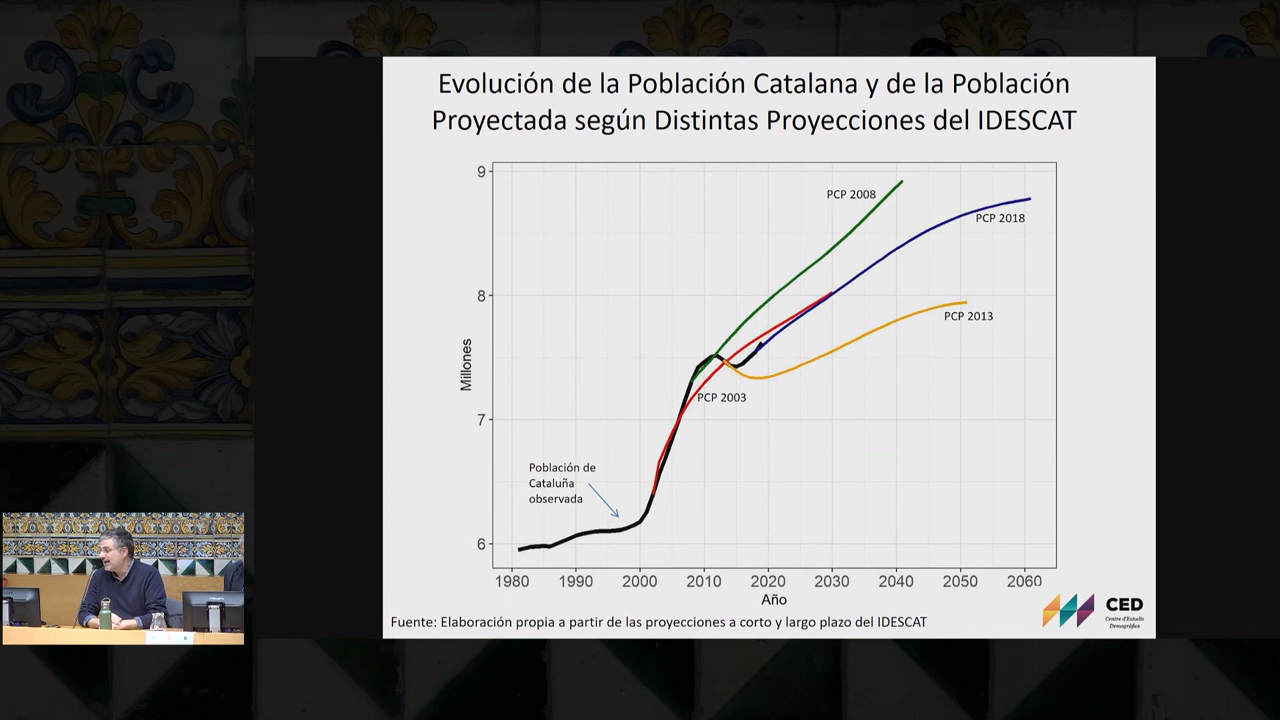 Evolución de la Población Catalana y de la Población
Proyectada según Distintas Proyecciones del IDESCAT
9
8
7
6
Millones
PCP 2008
PCP 2018
PCP 2013
PCP 2003
Población de
Cataluña
observada
1980 1990 2000 2010 2020 2030 2040 2050 2060
Año
Fuente: Elaboración propia a partir de las proyecciones a corto y largo plazo del IDESCAT
CED
Centre d'Estudis
Demogràfics